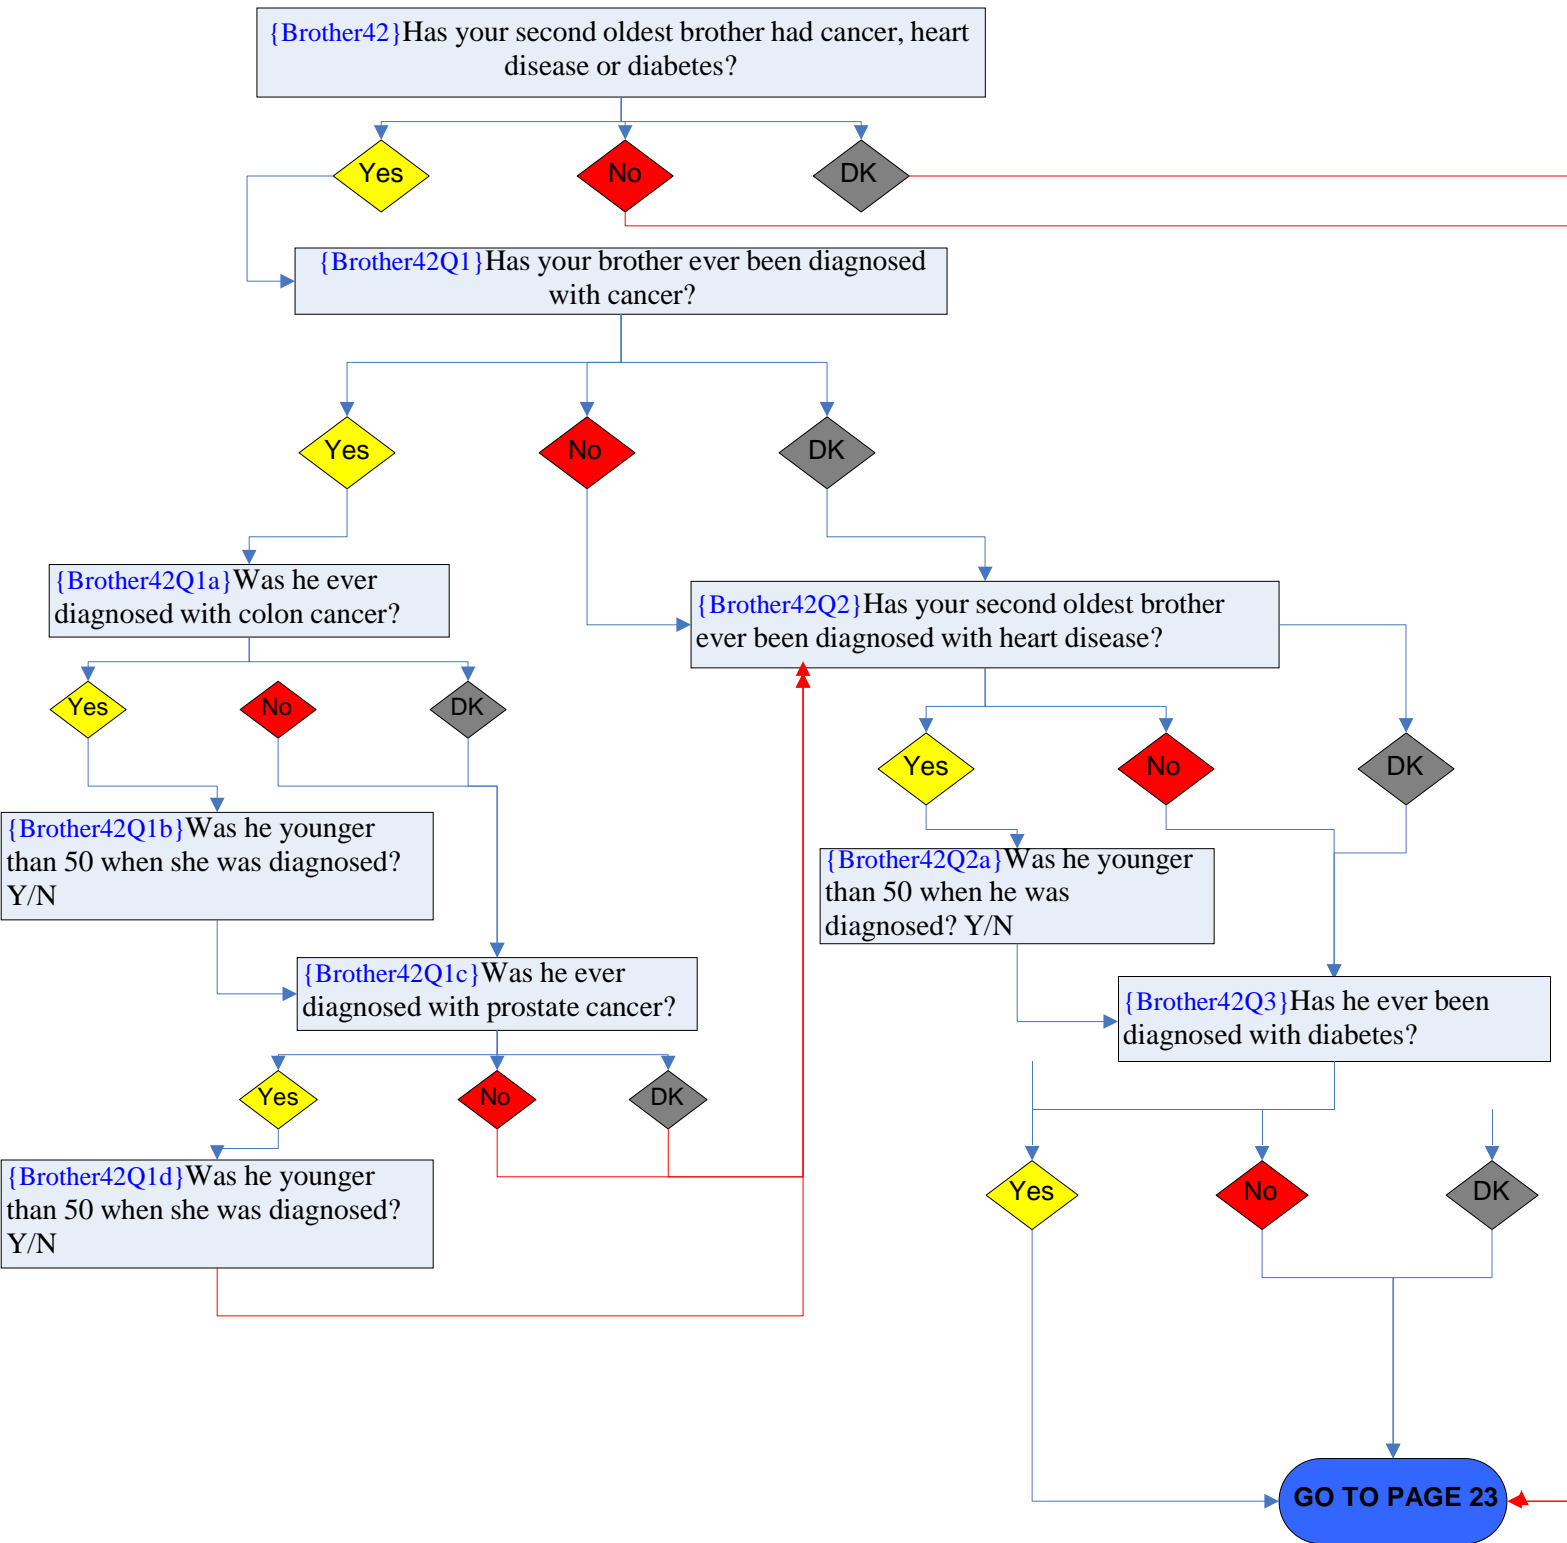 {Brother42}Has your second oldest brother had cancer, heart
disease or diabetes?
Yes
No
DK
{Brother42Q1}Has your brother ever been diagnosed
with cancer?
Yes
No
DK
{Brother42Q1a}Was he ever
diagnosed with colon cancer?
{Brother42Q2}Has your second oldest brother
ever been diagnosed with heart disease?
Yes
No
DK
Yes
No
DK
{Brother42Q1b}Was he younger
than 50 when she was diagnosed?
Y/N
{Brother42Q2a}Was he younger
than 50 when he was
diagnosed? Y/N
{Brother42Q1c}Was he ever
diagnosed with prostate cancer?
{Brother42Q3}Has he ever been
diagnosed with diabetes?
Yes
No
DK
{Brother42Q1d}Was he younger
than 50 when she was diagnosed?
Y/N
Yes
No
DK
GO TO PAGE 23